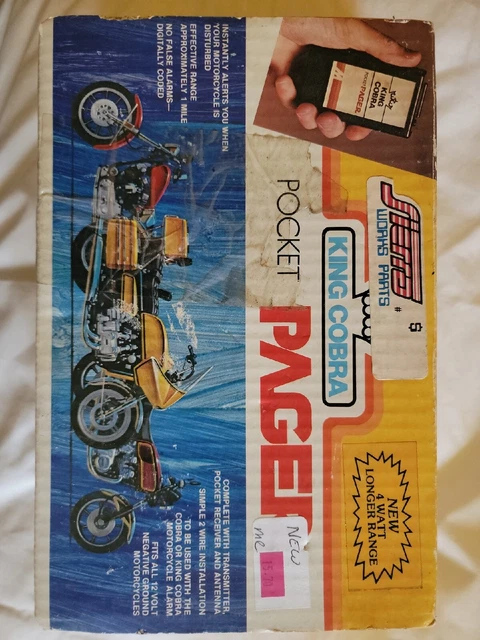 Sierra
WORKS PARTS
# $
NEW
4 WATT
LONGER RANGE
KING COBRA
POCKET
PAGE
NEW
MC
KING
COBRA
PAGER
INSTANTLY ALERTS YOU WHEN
YOUR MOTORCYCLE IS
DISTURBED
EFFECTIVE RANGE
APPROXIMATELY 1 MILE
NO FALSE ALARMS—
DIGITALLY CODED
COMPLETE WITH TRANSMITTER,
POCKET RECEIVER AND ANTENNA
SIMPLE 2 WIRE INSTALLATION
TO BE USED WITH THE
COBRA OR KING COBRA
MOTORCYCLE ALARM
FITS ALL 12 VOLT
NEGATIVE GROUND
MOTORCYCLES